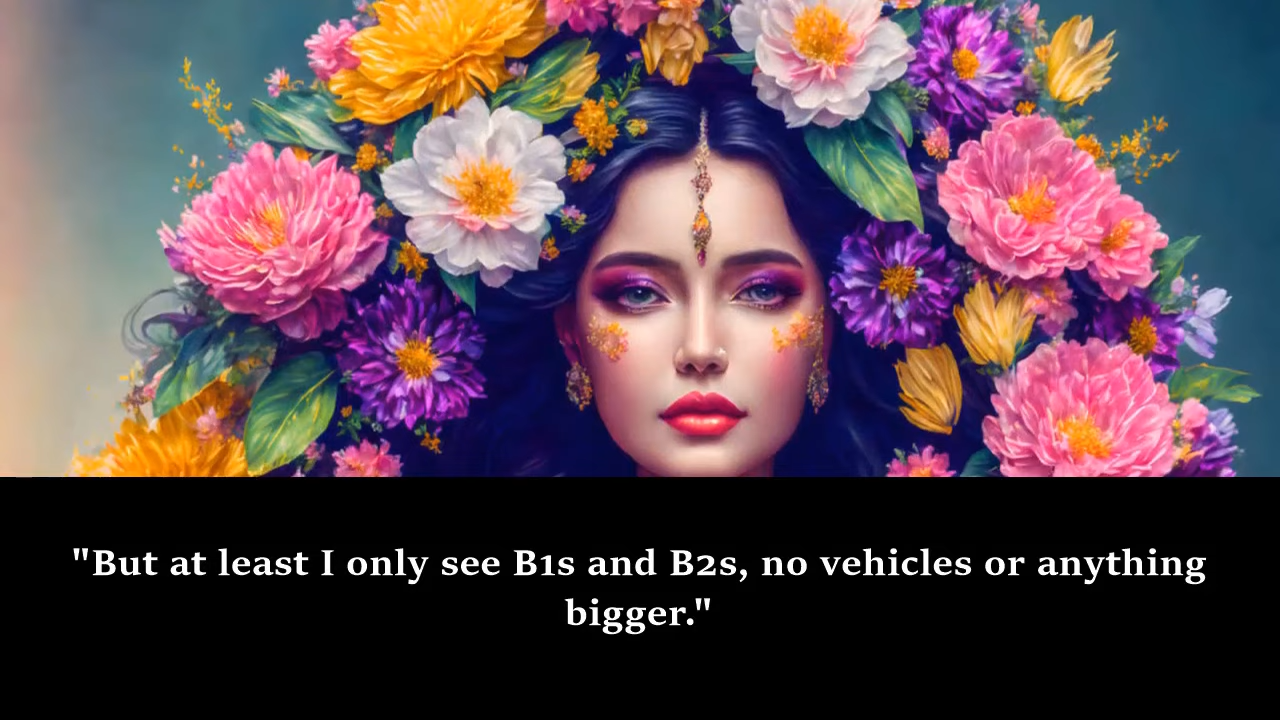 "But at least I only see B1s and B2s, no vehicles or anything
bigger."